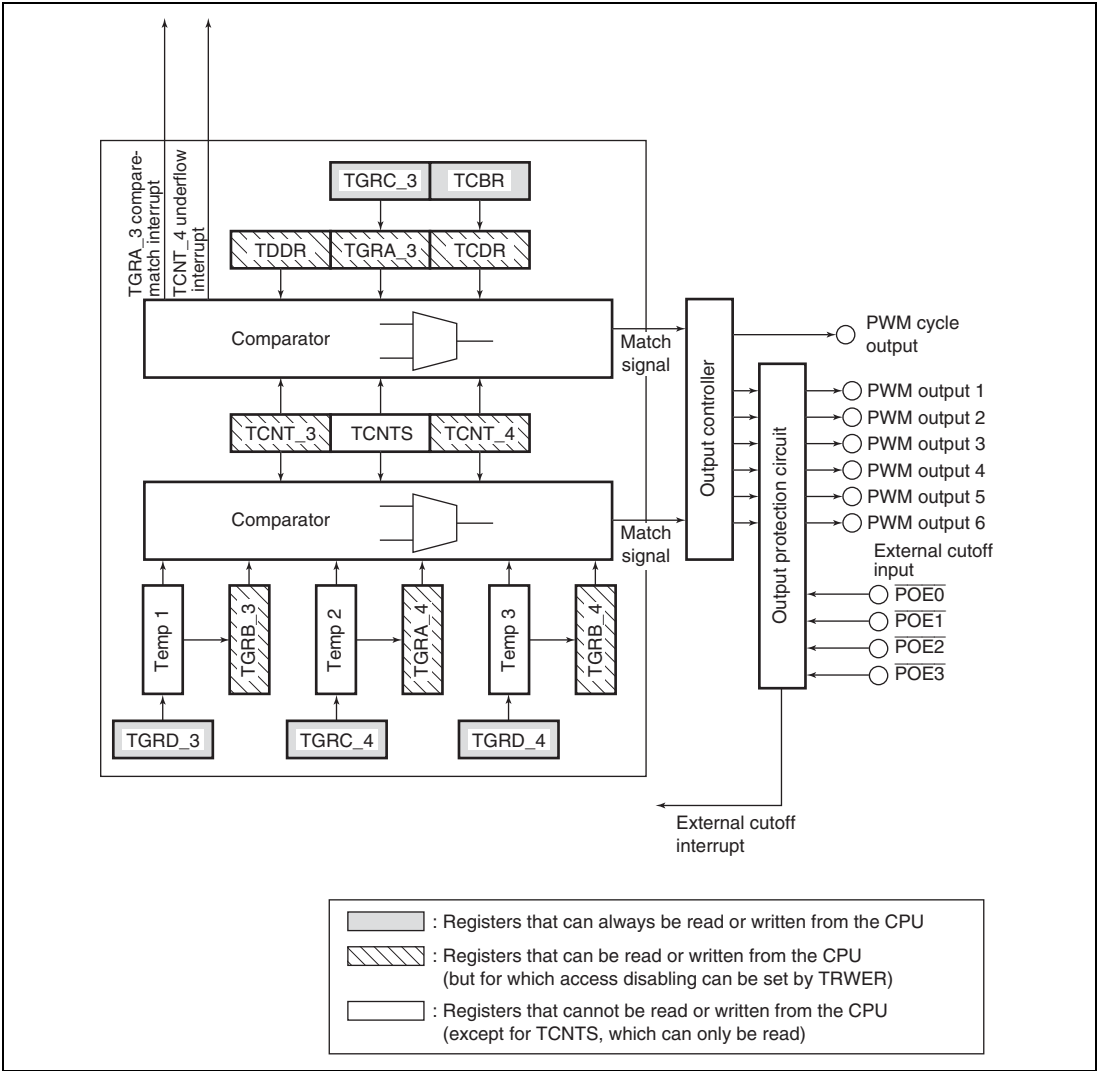 TGRA_3 compare-
match interrupt
TCNT_4 underflow
interrupt
TGRC_3
TCBR
TDDR
TGRA_3
TCDR
Comparator
Match
signal
TCNT_3
TCNTS
TCNT_4
Comparator
Match
signal
Temp 1
TGRB_3
Temp 2
TGRA_4
Temp 3
TGRB_4
TGRD_3
TGRC_4
TGRD_4
Output controller
Output protection circuit
PWM cycle
output
PWM output 1
PWM output 2
PWM output 3
PWM output 4
PWM output 5
PWM output 6
External cutoff
input
POE0
POE1
POE2
POE3
External cutoff
interrupt
: Registers that can always be read or written from the CPU
: Registers that can be read or written from the CPU
(but for which access disabling can be set by TRWER)
: Registers that cannot be read or written from the CPU
(except for TCNTS, which can only be read)